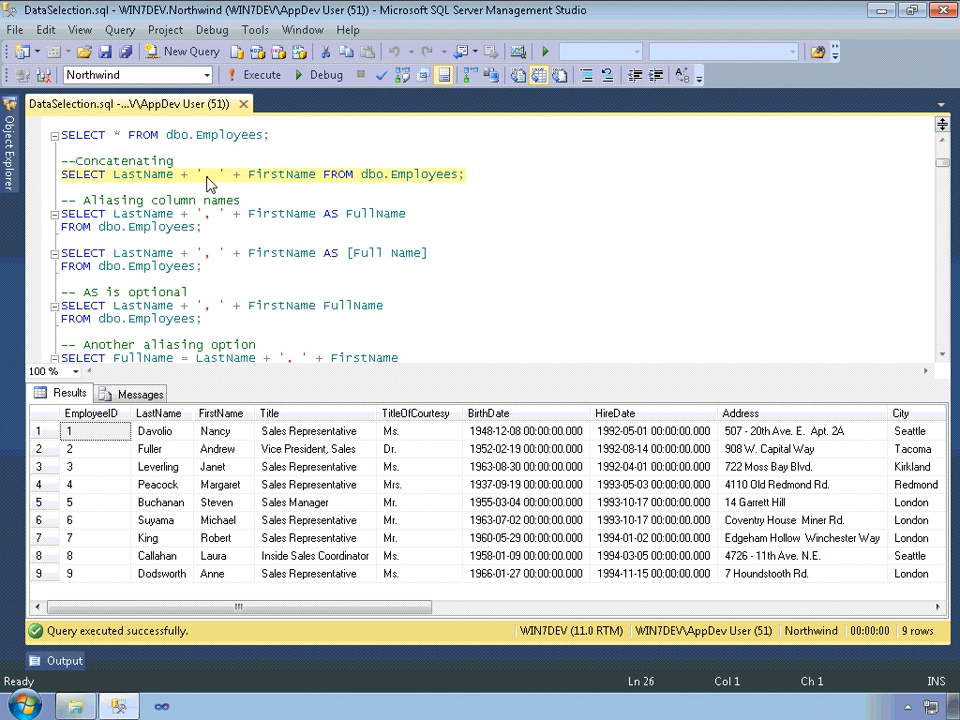 DataSelection.sql - WIN7DEV.Northwind (WIN7DEV\AppDev User (51)) - Microsoft SQL Server Management Studio
File Edit View Query Project Debug Tools Window Help
New Query
Northwind Execute Debug
Object Explorer
DataSelection.sql -...V\AppDev User (51))
SELECT * FROM dbo.Employees;
--Concatenating
SELECT LastName + ', ' + FirstName FROM dbo.Employees;
-- Aliasing column names
SELECT LastName + ', ' + FirstName AS FullName
FROM dbo.Employees;
SELECT LastName + ', ' + FirstName AS [Full Name]
FROM dbo.Employees;
-- AS is optional
SELECT LastName + ', ' + FirstName FullName
FROM dbo.Employees;
-- Another aliasing option
SELECT FullName = LastName + ', ' + FirstName
100 %
Results Messages
EmployeeID LastName FirstName Title TitleOfCourtesy BirthDate HireDate Address City
1 1 Davolio Nancy Sales Representative Ms. 1948-12-08 00:00:00.000 1992-05-01 00:00:00.000 507 - 20th Ave. E. Apt. 2A Seattle
2 2 Fuller Andrew Vice President, Sales Dr. 1952-02-19 00:00:00.000 1992-08-14 00:00:00.000 908 W. Capital Way Tacoma
3 3 Leverling Janet Sales Representative Ms. 1963-08-30 00:00:00.000 1992-04-01 00:00:00.000 722 Moss Bay Blvd. Kirkland
4 4 Peacock Margaret Sales Representative Mrs. 1937-09-19 00:00:00.000 1993-05-03 00:00:00.000 4110 Old Redmond Rd. Redmond
5 5 Buchanan Steven Sales Manager Mr. 1955-03-04 00:00:00.000 1993-10-17 00:00:00.000 14 Garrett Hill London
6 6 Suyama Michael Sales Representative Mr. 1963-07-02 00:00:00.000 1993-10-17 00:00:00.000 Coventry House Miner Rd. London
7 7 King Robert Sales Representative Mr. 1960-05-29 00:00:00.000 1994-01-02 00:00:00.000 Edgeham Hollow Winchester Way London
8 8 Callahan Laura Inside Sales Coordinator Ms. 1958-01-09 00:00:00.000 1994-03-05 00:00:00.000 4726 - 11th Ave. N.E. Seattle
9 9 Dodsworth Anne Sales Representative Ms. 1966-01-27 00:00:00.000 1994-11-15 00:00:00.000 7 Houndstooth Rd. London
Query executed successfully. WIN7DEV (11.0 RTM) WIN7DEV\AppDev User (51) Northwind 00:00:00 9 rows
Output
Ready Ln 26 Col 1 Ch 1 INS